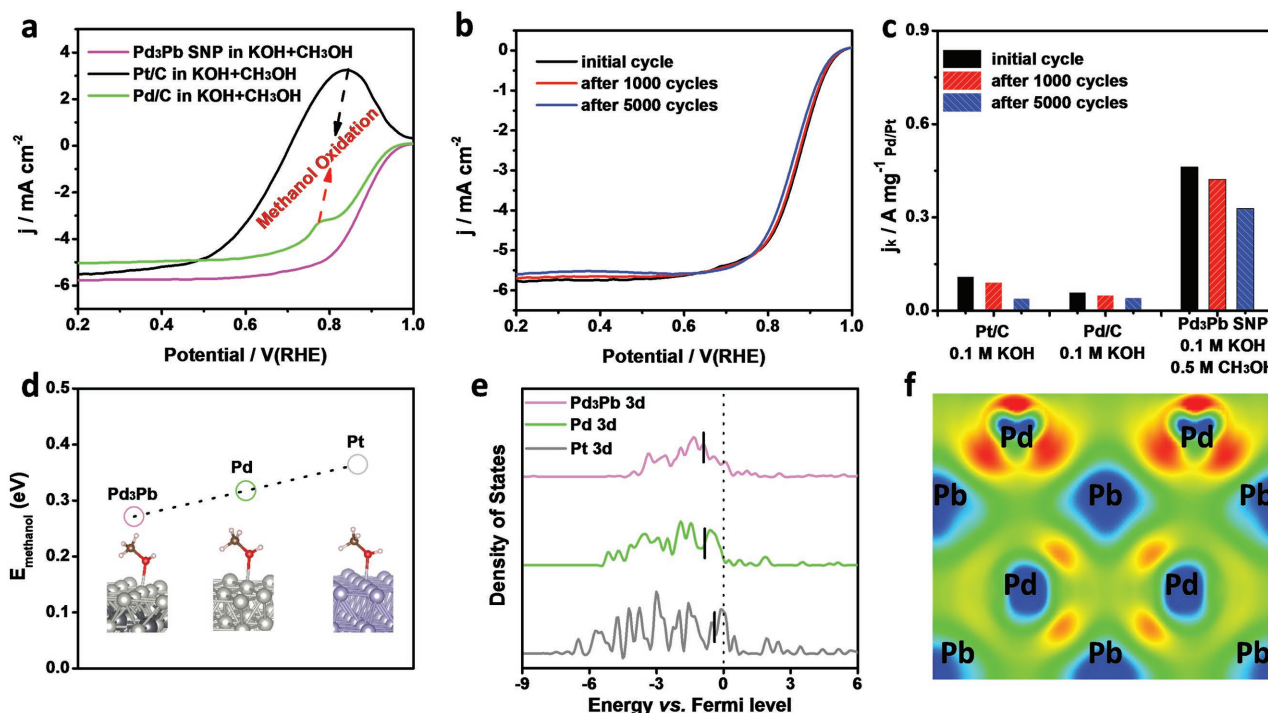 a
Pd₃Pb SNP in KOH+CH₃OH
Pt/C in KOH+CH₃OH
Pd/C in KOH+CH₃OH
Methanol Oxidation
j / mA cm⁻²
4
2
0
-2
-4
-6
0.2 0.4 0.6 0.8 1.0
Potential / V(RHE)
b
initial cycle
after 1000 cycles
after 5000 cycles
j / mA cm⁻²
0
-1
-2
-3
-4
-5
-6
0.2 0.4 0.6 0.8 1.0
Potential / V(RHE)
c
initial cycle
after 1000 cycles
after 5000 cycles
jₖ / A mg⁻¹ Pd/Pt
0.9
0.6
0.3
0.0
Pt/C
0.1 M KOH
Pd/C
0.1 M KOH
Pd₃Pb SNP
0.1 M KOH
0.5 M CH₃OH
d
E methanol (eV)
0.5
0.4
0.3
0.2
0.1
0.0
Pd₃Pb
Pd
Pt
e
Pd₃Pb 3d
Pd 3d
Pt 3d
Density of States
-9 -6 -3 0 3 6
Energy vs. Fermi level
f
Pd Pd
Pb Pb Pb
Pd Pd
Pb Pb Pb